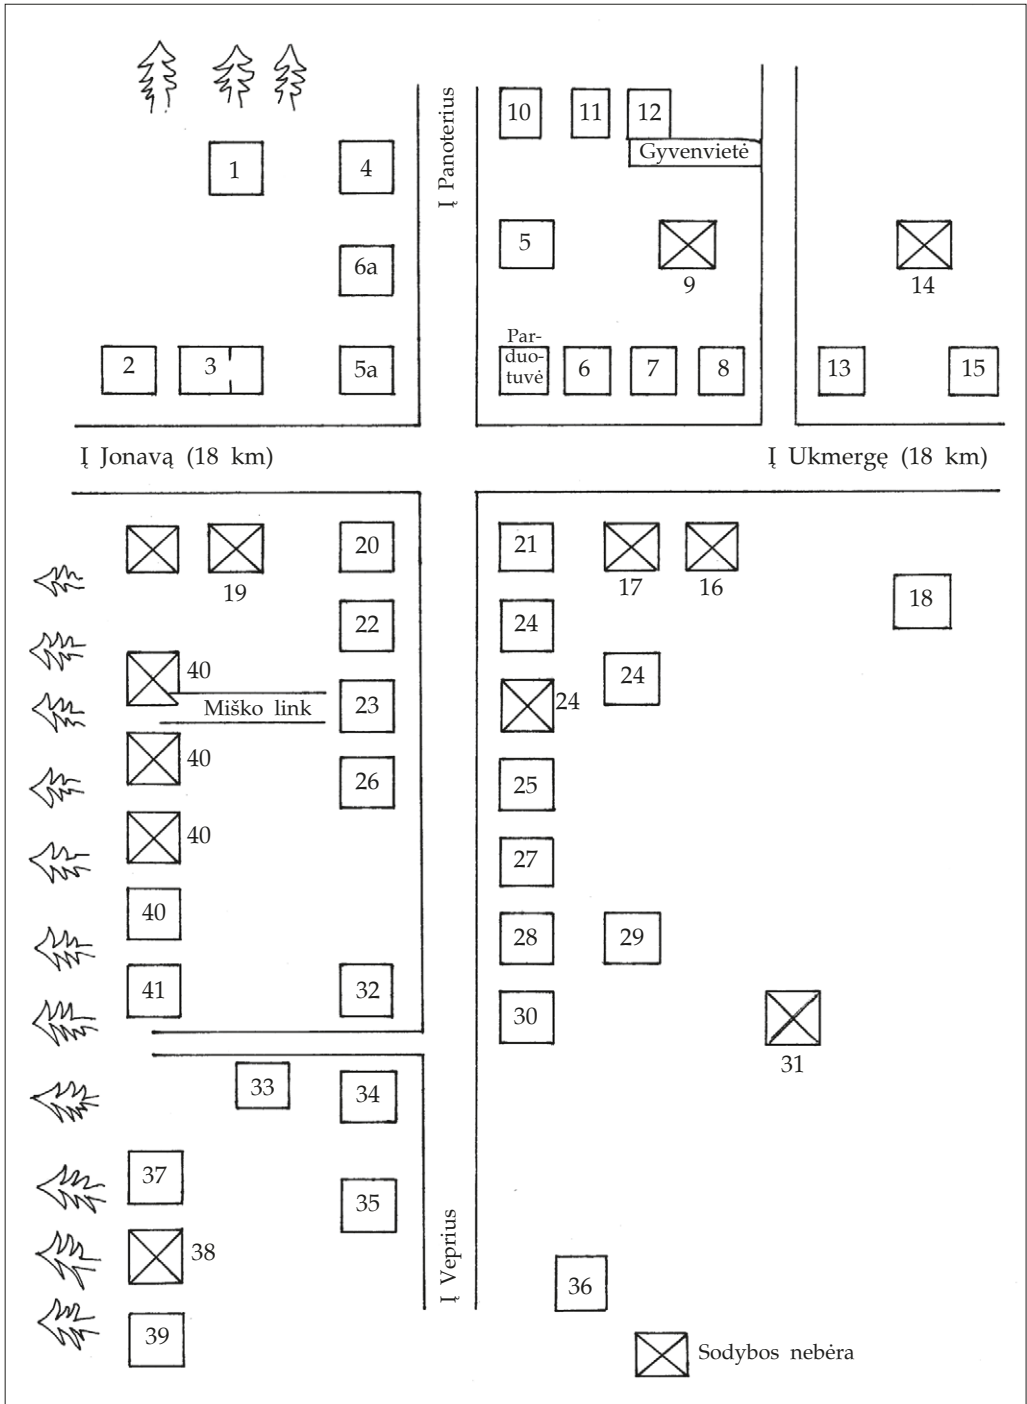 10 11 12
Į Panoterius
Gyvenvietė
1 4
5
6a
9 14
Par-
duo-
tuvė
2 3 5a 6 7 8 13 15
Į Jonavą (18 km) Į Ukmergę (18 km)
20 21
19 17 16
18
22 24
40 24
23 24
Miško link
40 26 25
40
27
40 28 29
41 32 30
31
33 34
37
35
38
Į Veprius
36
39
Sodybos nebėra